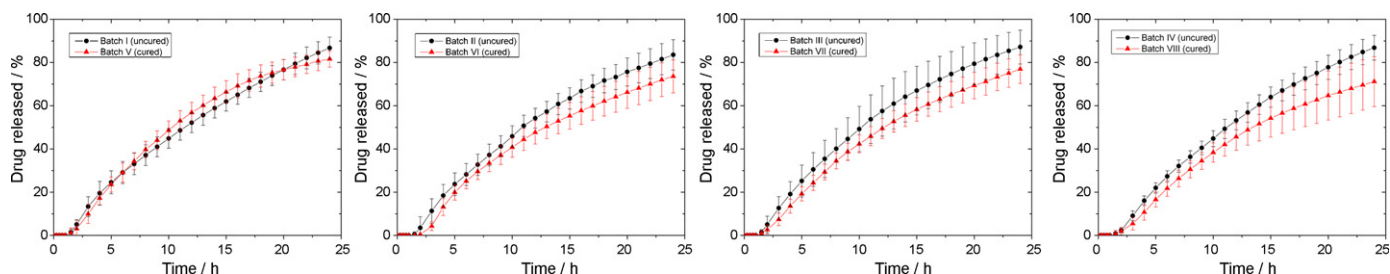 Drug released / %
100
80
60
40
20
0
Batch I (uncured)
Batch V (cured)
0 5 10 15 20 25
Time / h
Drug released / %
100
80
60
40
20
0
Batch II (uncured)
Batch VI (cured)
0 5 10 15 20 25
Time / h
Drug released / %
100
80
60
40
20
0
Batch III (uncured)
Batch VII (cured)
0 5 10 15 20 25
Time / h
Drug released / %
100
80
60
40
20
0
Batch IV (uncured)
Batch VIII (cured)
0 5 10 15 20 25
Time / h